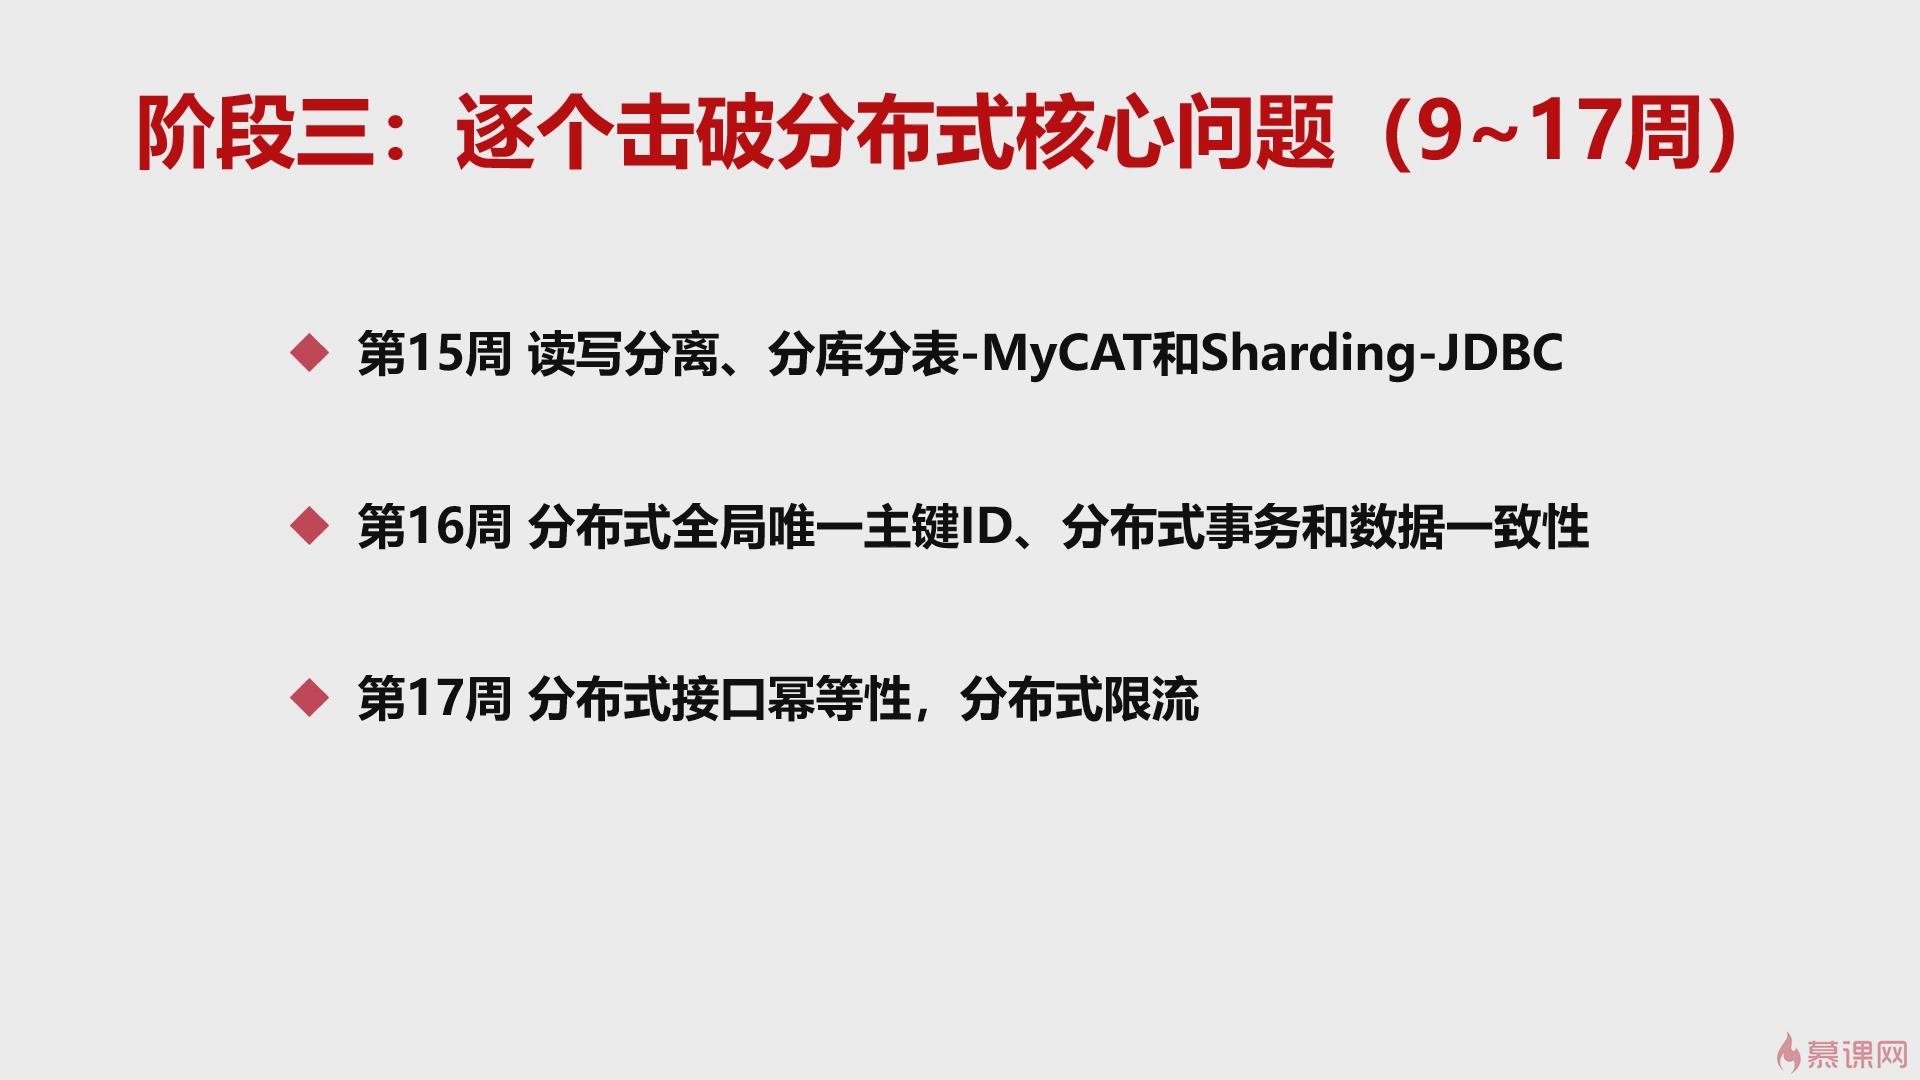 阶段三：逐个击破分布式核心问题（9~17周）
第15周 读写分离、分库分表-MyCAT和Sharding-JDBC
第16周 分布式全局唯一主键ID、分布式事务和数据一致性
第17周 分布式接口幂等性，分布式限流
慕课网